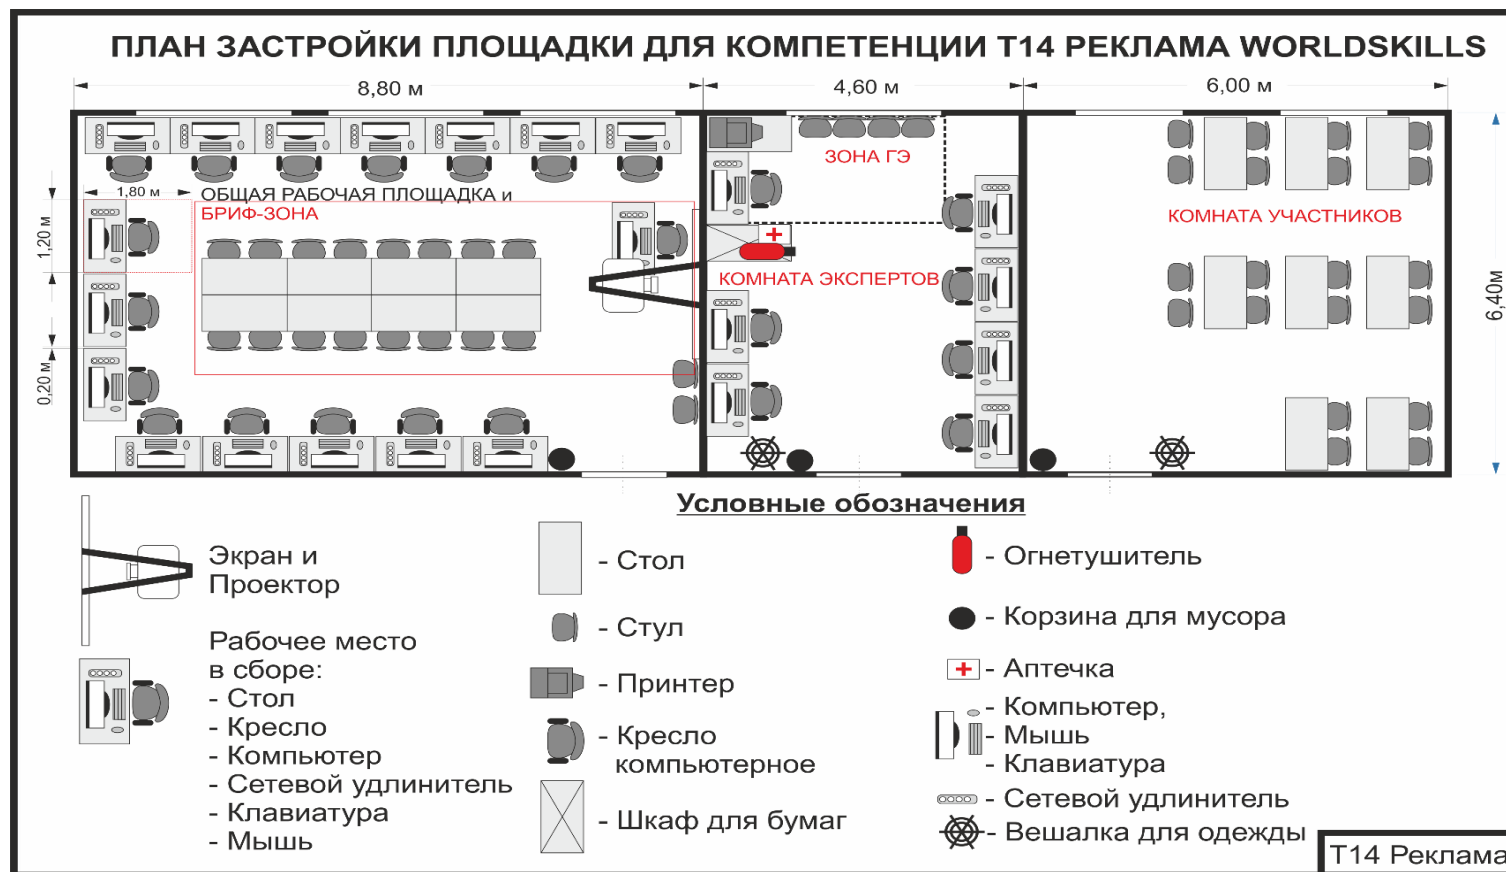 ПЛАН ЗАСТРОЙКИ ПЛОЩАДКИ ДЛЯ КОМПЕТЕНЦИИ Т14 РЕКЛАМА WORLDSKILLS
8,80 м
4,60 м
6,00 м
1,80 м
1,20 м
0,20 м
6,40м
ОБЩАЯ РАБОЧАЯ ПЛОЩАДКА и
БРИФ-ЗОНА
ЗОНА ГЭ
КОМНАТА ЭКСПЕРТОВ
КОМНАТА УЧАСТНИКОВ
Условные обозначения
Экран и
Проектор
Рабочее место
в сборе:
- Стол
- Кресло
- Компьютер
- Сетевой удлинитель
- Клавиатура
- Мышь
- Стол
- Стул
- Принтер
- Кресло
компьютерное
- Шкаф для бумаг
- Огнетушитель
- Корзина для мусора
- Аптечка
- Компьютер,
- Мышь
- Клавиатура
- Сетевой удлинитель
- Вешалка для одежды
Т14 Реклама